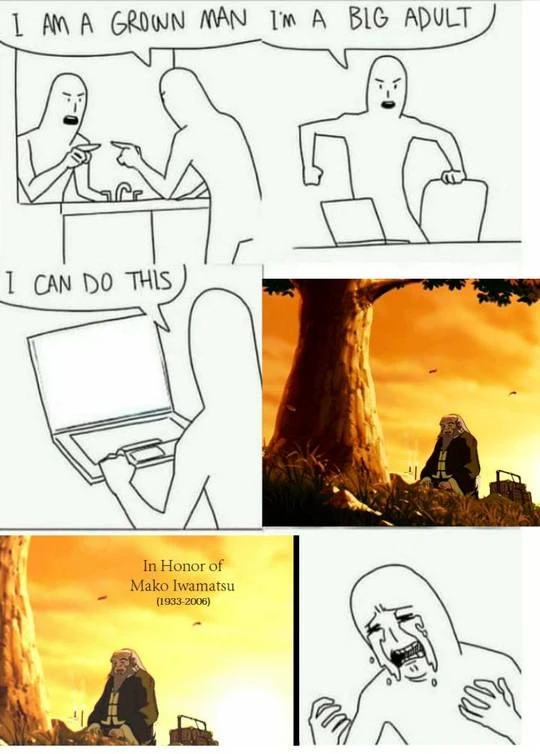 I AM A GROWN MAN
I'M A BIG ADULT
I CAN DO THIS
In Honor of
Mako Iwamatsu
(1933-2006)